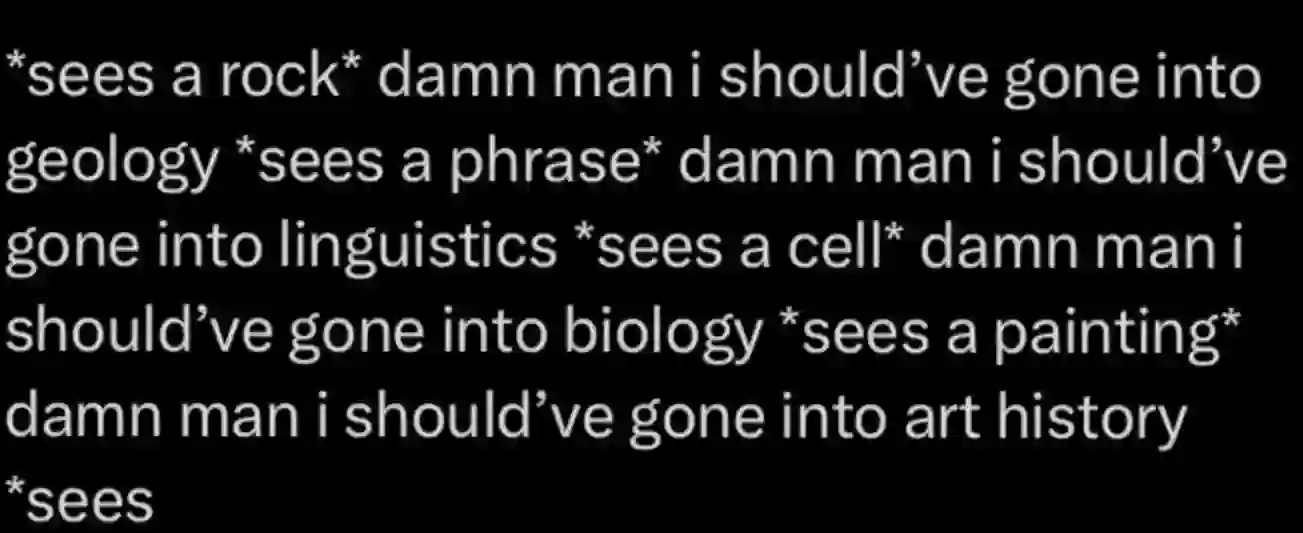 *sees a rock* damn man i should’ve gone into
geology *sees a phrase* damn man i should’ve
gone into linguistics *sees a cell* damn man i
should’ve gone into biology *sees a painting*
damn man i should’ve gone into art history
*sees